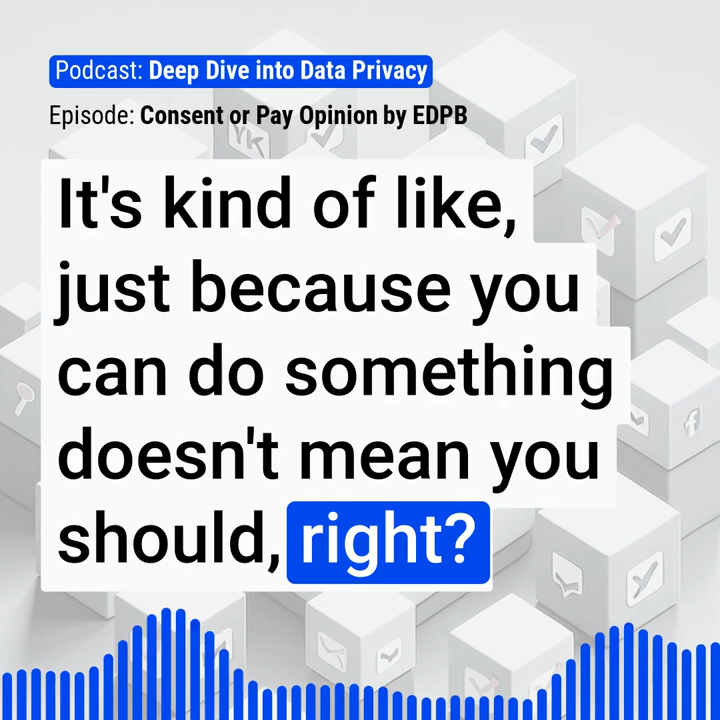 Podcast: Deep Dive into Data Privacy
Episode: Consent or Pay Opinion by EDPB
It's kind of like,
just because you
can do something
doesn't mean you
should, right?